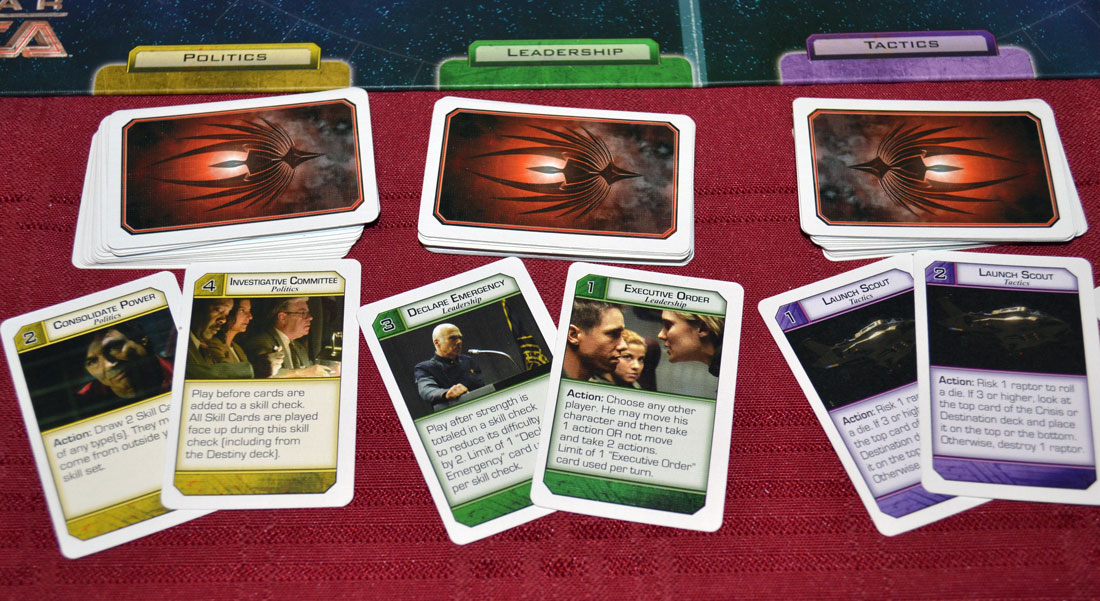 AR
CA
POLITICS
LEADERSHIP
TACTICS
2
CONSOLIDATE POWER
Politics
Action: Draw 2 Skill
of any type(s). They
come from outside
skill set.
4
INVESTIGATIVE COMMITTEE
Politics
Play before cards are
added to a skill check.
All Skill Cards are played
face up during this skill
check (including from
the Destiny deck).
3
DECLARE EMERGENCY
Leadership
Play after strength is
totaled in a skill check
to reduce its difficulty
by 2. Limit of 1 "Dec
Emergency" card
per skill check.
1
EXECUTIVE ORDER
Leadership
Action: Choose any other
player. He may move his
character and then take
1 action OR not move
and take 2 actions.
Limit of 1 "Executive Order"
card used per turn.
1
LAUNCH SCOUT
Tactics
Action: Risk 1
a die. If 3 or
the top card of
Destination
it on the top
Otherwise,
2
LAUNCH SCOUT
Tactics
Action: Risk 1 raptor to roll
a die. If 3 or higher, look at
the top card of the Crisis or
Destination deck and place
it on the top or the bottom.
Otherwise, destroy 1 raptor.